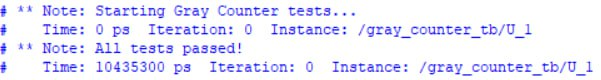 # ** Note: Starting Gray Counter tests...
#    Time: 0 ps  Iteration: 0  Instance: /gray_counter_tb/U_1
# ** Note: All tests passed!
#    Time: 10435300 ps  Iteration: 0  Instance: /gray_counter_tb/U_1